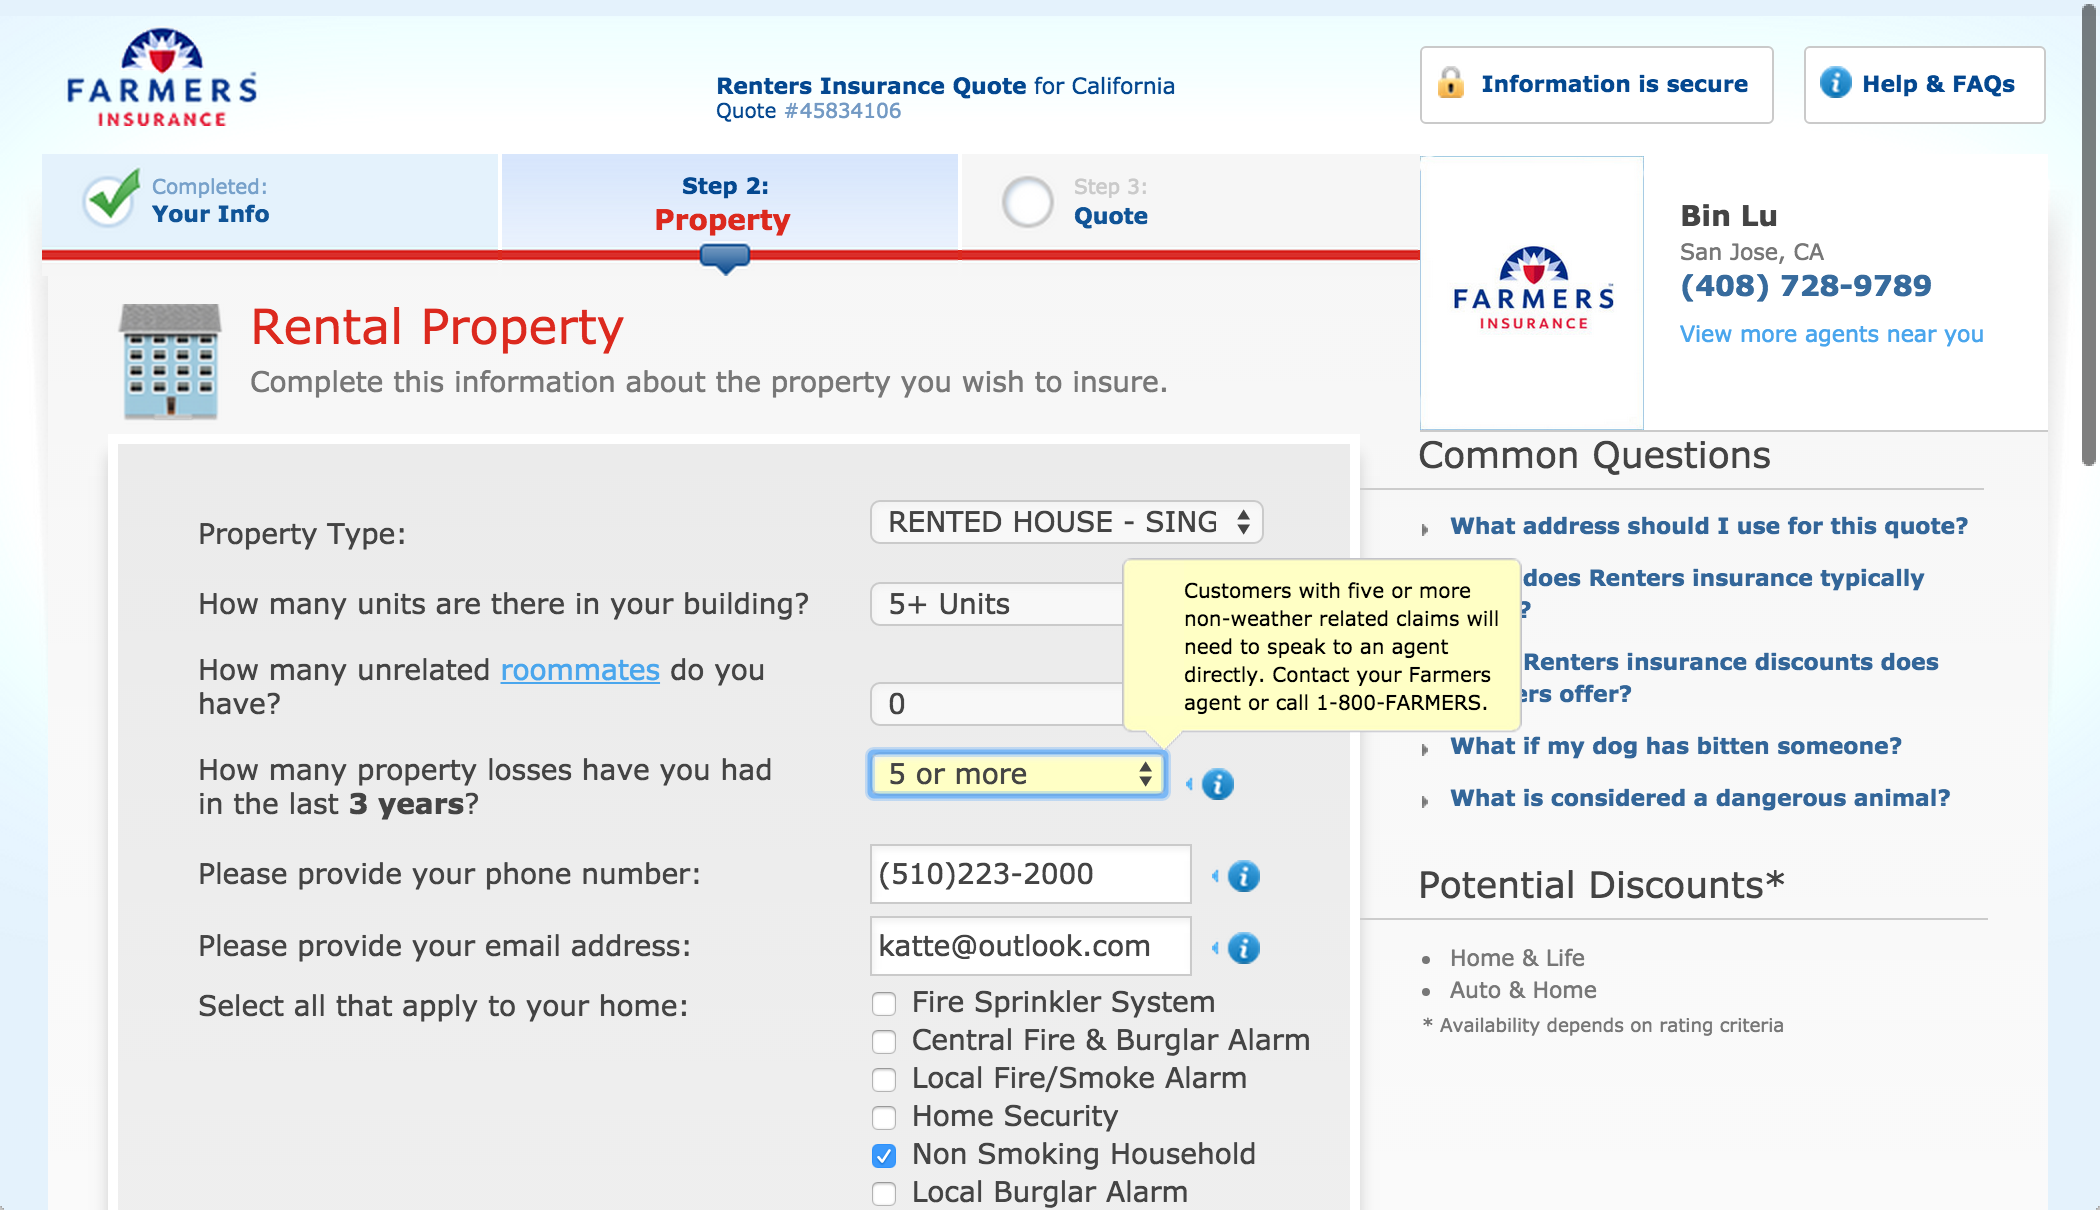 FARMERS
INSURANCE
Renters Insurance Quote for California
Quote #45834106
Information is secure
Help & FAQs
Completed:
Your Info
Step 2:
Property
Step 3:
Quote
FARMERS
INSURANCE
Bin Lu
San Jose, CA
(408) 728-9789
View more agents near you
Rental Property
Complete this information about the property you wish to insure.
Property Type:
RENTED HOUSE - SING
How many units are there in your building?
5+ Units
How many unrelated roommates do you
have?
0
Customers with five or more
non-weather related claims will
need to speak to an agent
directly. Contact your Farmers
agent or call 1-800-FARMERS.
How many property losses have you had
in the last 3 years?
5 or more
Please provide your phone number:
(510)223-2000
Please provide your email address:
katte@outlook.com
Select all that apply to your home:
Fire Sprinkler System
Central Fire & Burglar Alarm
Local Fire/Smoke Alarm
Home Security
Non Smoking Household
Local Burglar Alarm
Common Questions
What address should I use for this quote?
does Renters insurance typically
?
Renters insurance discounts does
ers offer?
What if my dog has bitten someone?
What is considered a dangerous animal?
Potential Discounts*
Home & Life
Auto & Home
* Availability depends on rating criteria